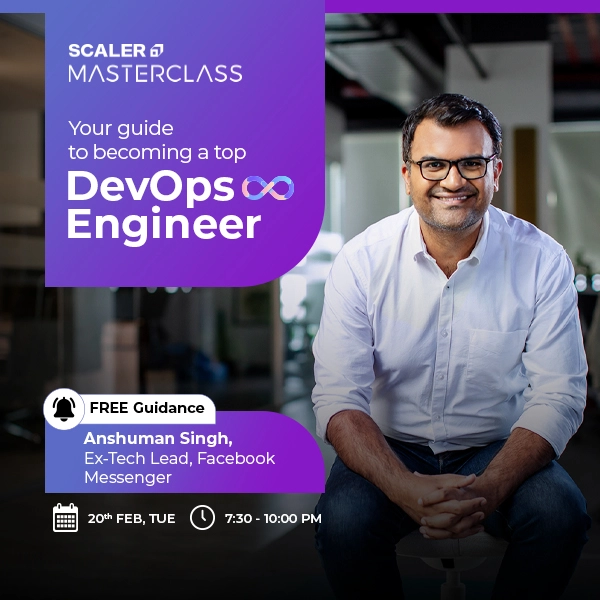 SCALER
MASTERCLASS
Your guide
to becoming a top
DevOps
Engineer
FREE Guidance
Anshuman Singh,
Ex-Tech Lead, Facebook
Messenger
20th FEB, TUE
7:30 - 10:00 PM